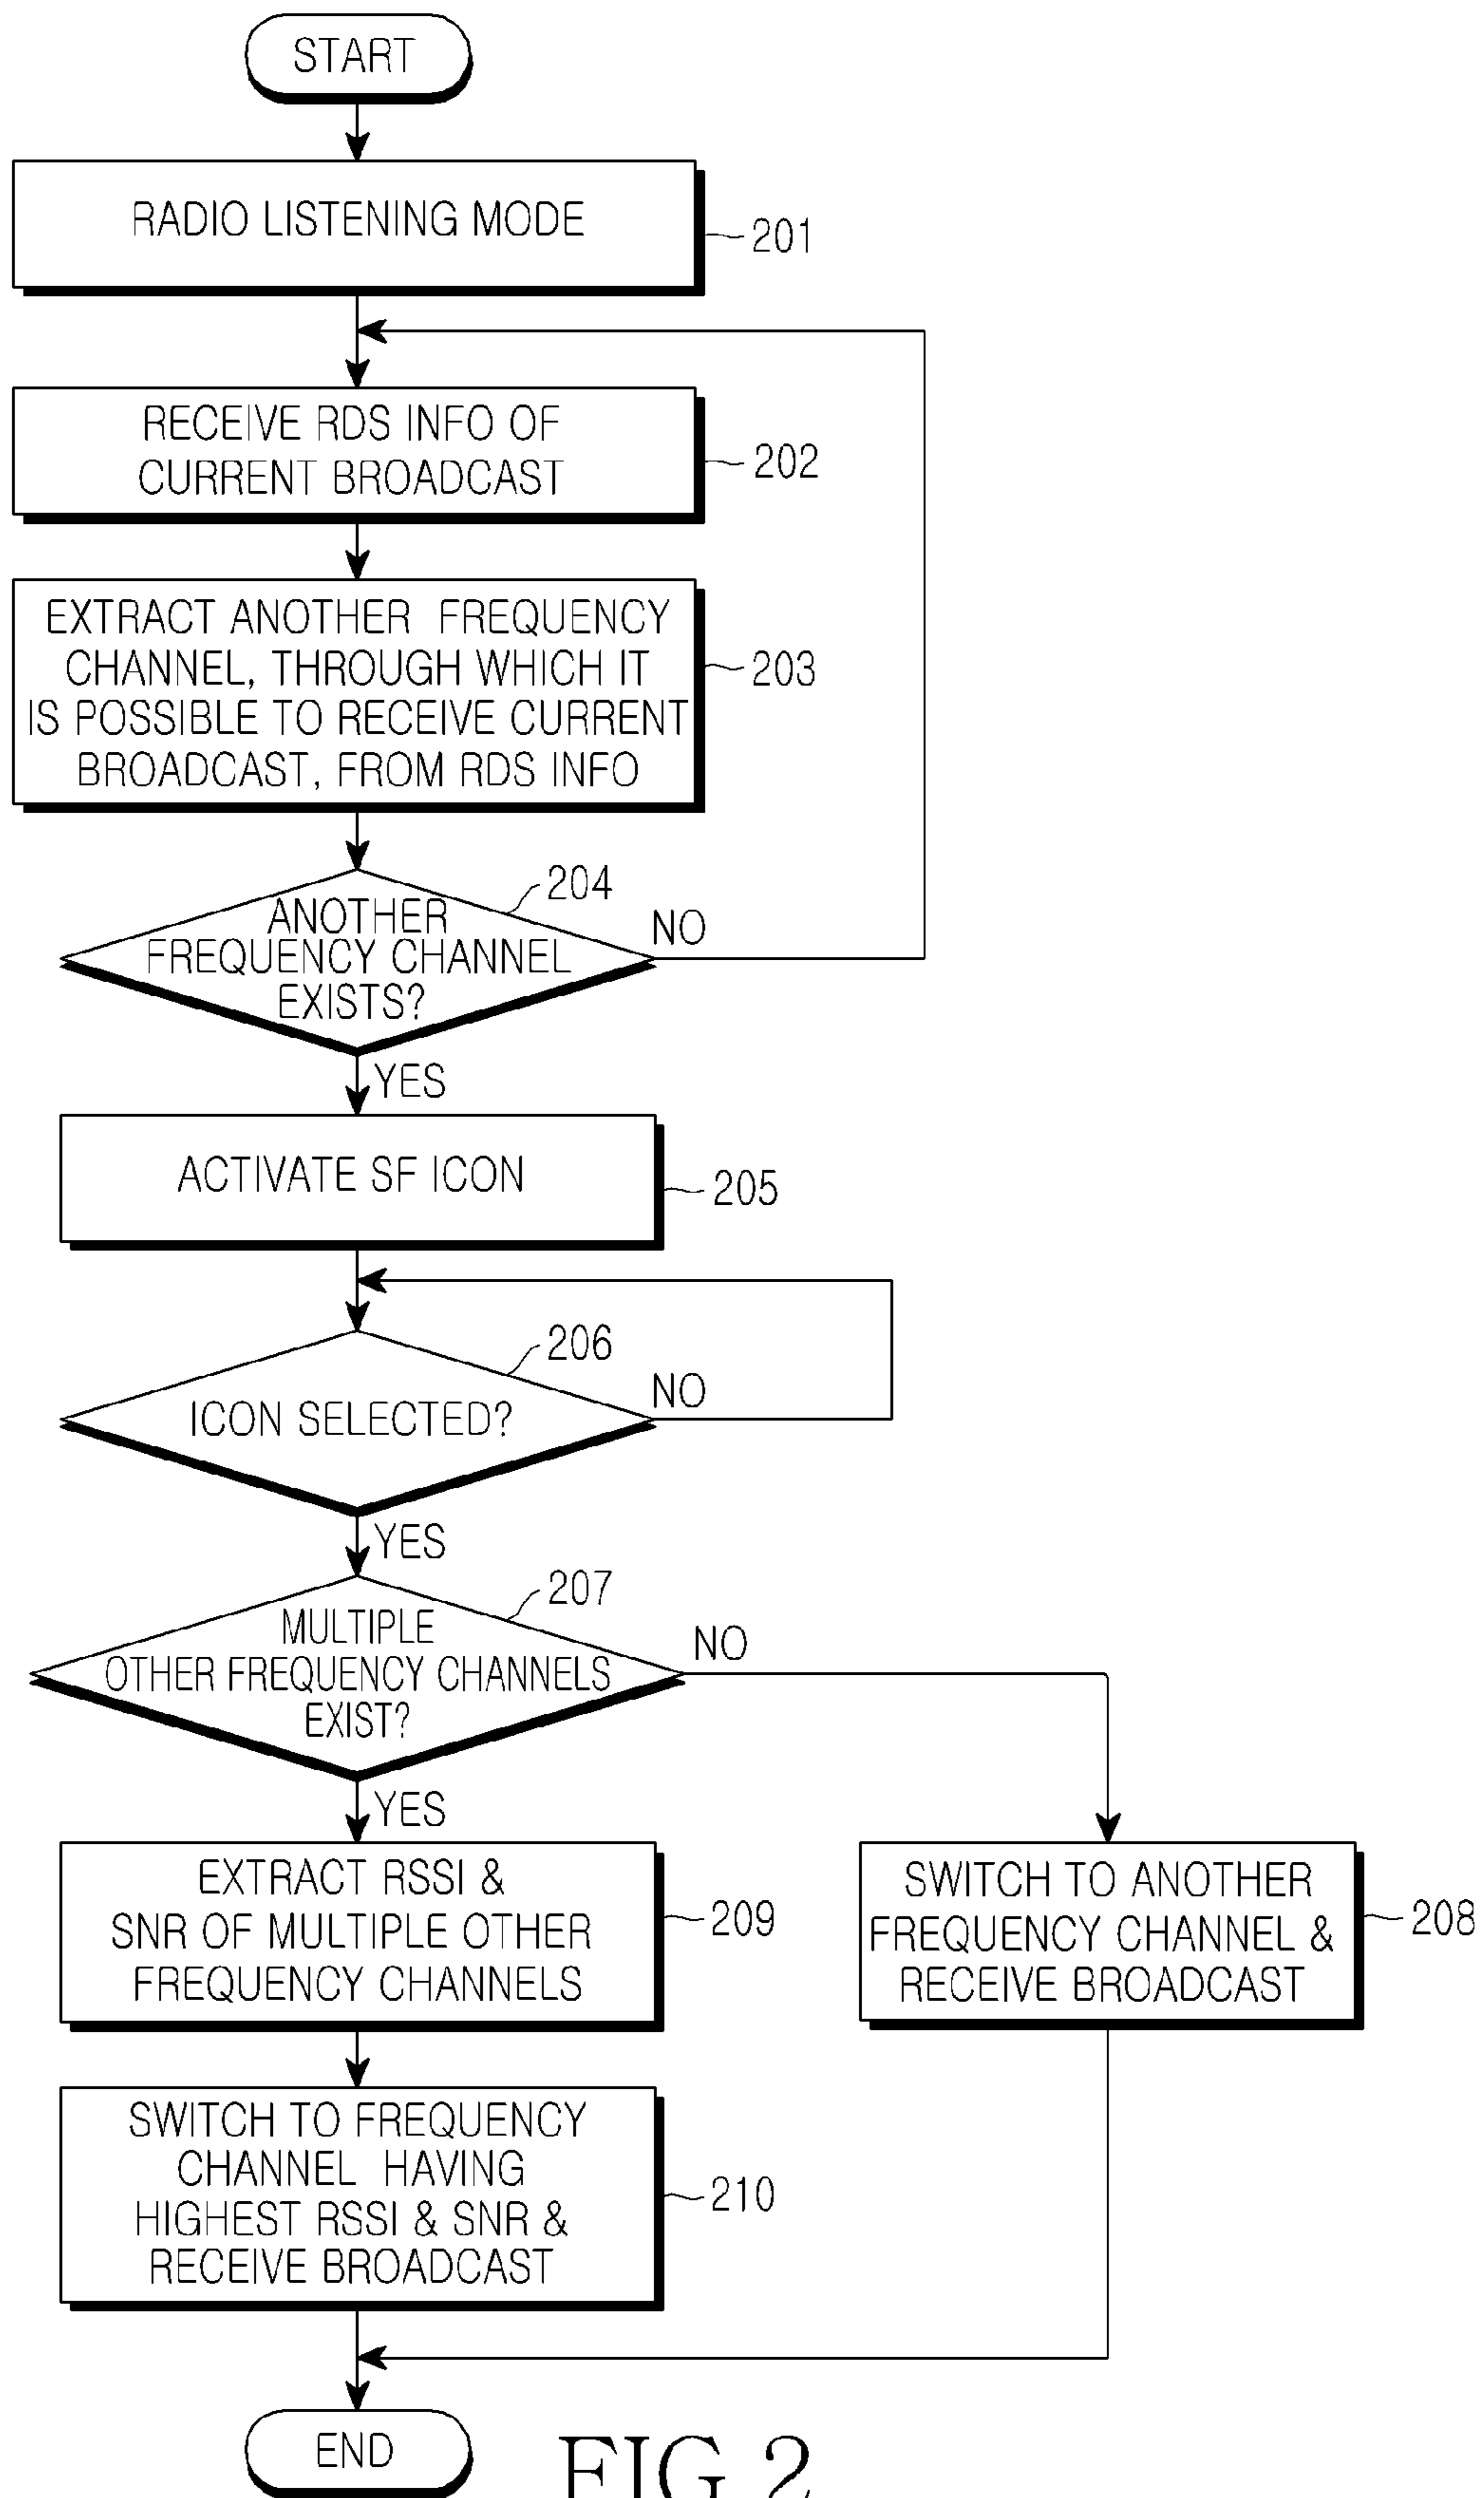 START
RADIO LISTENING MODE
201
RECEIVE RDS INFO OF
CURRENT BROADCAST
202
EXTRACT ANOTHER FREQUENCY
CHANNEL, THROUGH WHICH IT
IS POSSIBLE TO RECEIVE CURRENT
BROADCAST, FROM RDS INFO
203
204
ANOTHER
FREQUENCY CHANNEL
EXISTS?
NO
YES
ACTIVATE SF ICON
205
206
ICON SELECTED?
NO
YES
207
MULTIPLE
OTHER FREQUENCY CHANNELS
EXIST?
NO
YES
EXTRACT RSSI &
SNR OF MULTIPLE OTHER
FREQUENCY CHANNELS
209
SWITCH TO ANOTHER
FREQUENCY CHANNEL &
RECEIVE BROADCAST
208
SWITCH TO FREQUENCY
CHANNEL HAVING
HIGHEST RSSI & SNR &
RECEIVE BROADCAST
210
END
FIG.2